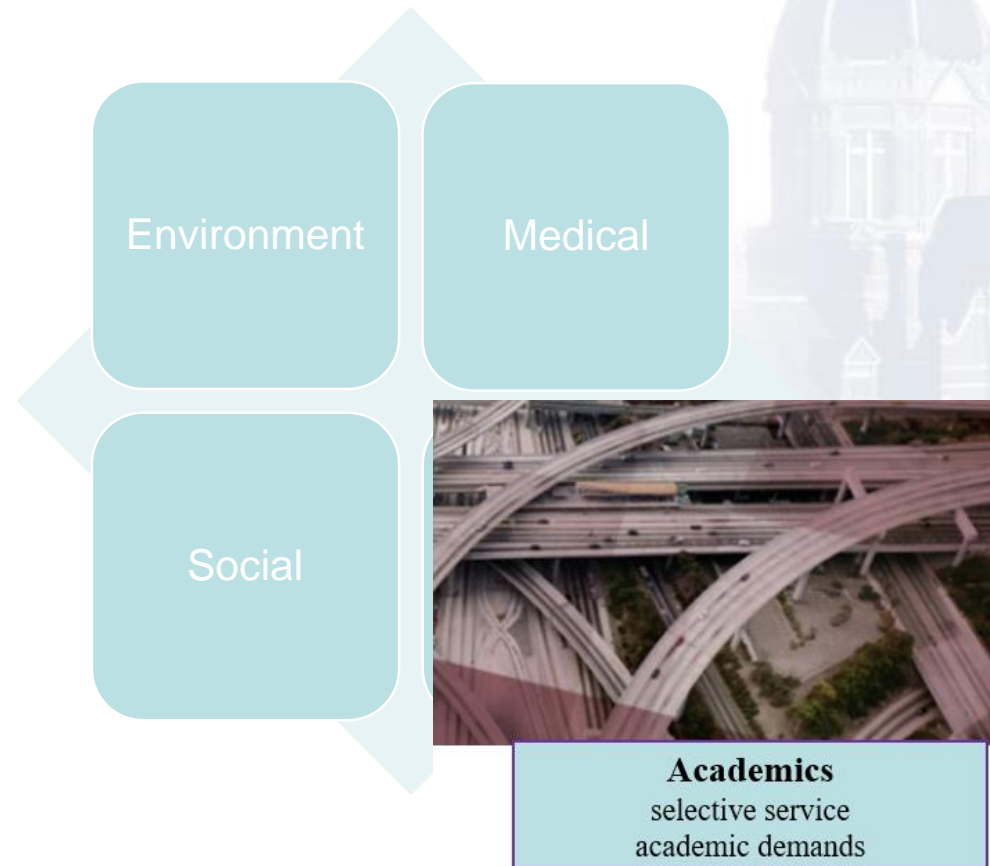 Environment
Medical
Social
Academics
selective service
academic demands